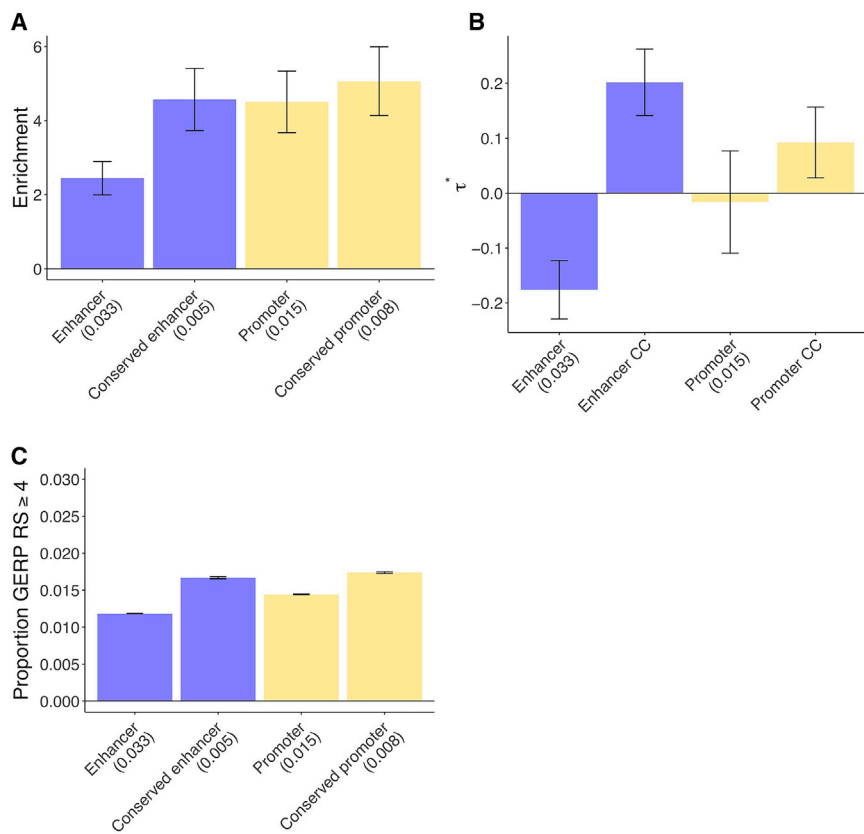 A
Enrichment
6
4
2
0
Enhancer
(0.033)
Conserved enhancer
(0.005)
Promoter
(0.015)
Conserved promoter
(0.008)
B
τ*
0.2
0.1
0.0
−0.1
−0.2
Enhancer
(0.033)
Enhancer CC
Promoter
(0.015)
Promoter CC
C
Proportion GERP RS ≥ 4
0.030
0.025
0.020
0.015
0.010
0.005
0.000
Enhancer
(0.033)
Conserved enhancer
(0.005)
Promoter
(0.015)
Conserved promoter
(0.008)